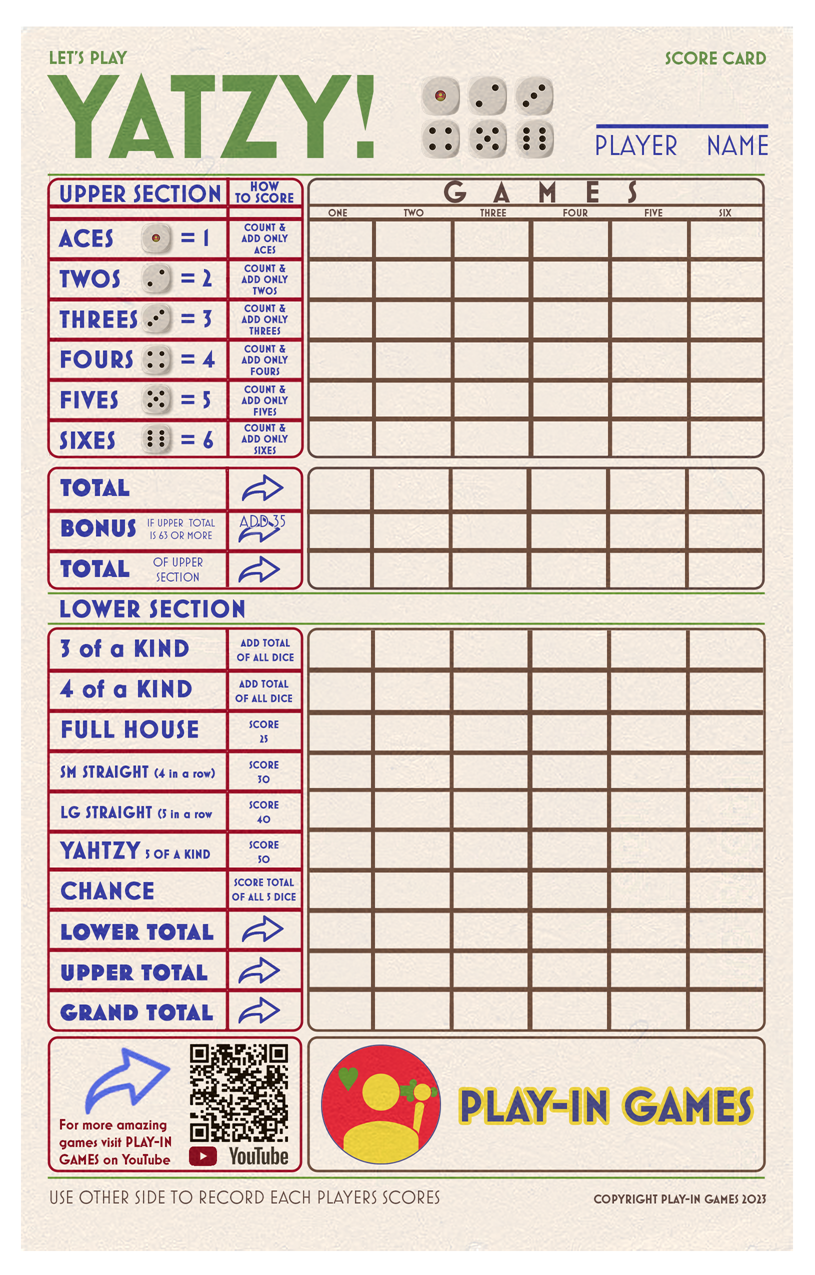 LET'S PLAY
SCORE CARD
YATZY!
PLAYER NAME
UPPER SECTION
HOW
TO SCORE
GAMES
ONE TWO THREE FOUR FIVE SIX
ACES = 1
COUNT &
ADD ONLY
ACES
TWOS = 2
COUNT &
ADD ONLY
TWOS
THREES = 3
COUNT &
ADD ONLY
THREES
FOURS = 4
COUNT &
ADD ONLY
FOURS
FIVES = 5
COUNT &
ADD ONLY
FIVES
SIXES = 6
COUNT &
ADD ONLY
SIXES
TOTAL
BONUS
IF UPPER TOTAL
IS 63 OR MORE
ADD 35
TOTAL
OF UPPER
SECTION
LOWER SECTION
3 of a KIND
ADD TOTAL
OF ALL DICE
4 of a KIND
ADD TOTAL
OF ALL DICE
FULL HOUSE
SCORE
25
SM STRAIGHT (4 in a row)
SCORE
30
LG STRAIGHT (5 in a row
SCORE
40
YAHTZY 5 OF A KIND
SCORE
50
CHANCE
SCORE TOTAL
OF ALL 5 DICE
LOWER TOTAL
UPPER TOTAL
GRAND TOTAL
For more amazing
games visit PLAY-IN
GAMES on YouTube
YouTube
PLAY-IN GAMES
USE OTHER SIDE TO RECORD EACH PLAYERS SCORES
COPYRIGHT PLAY-IN GAMES 2023